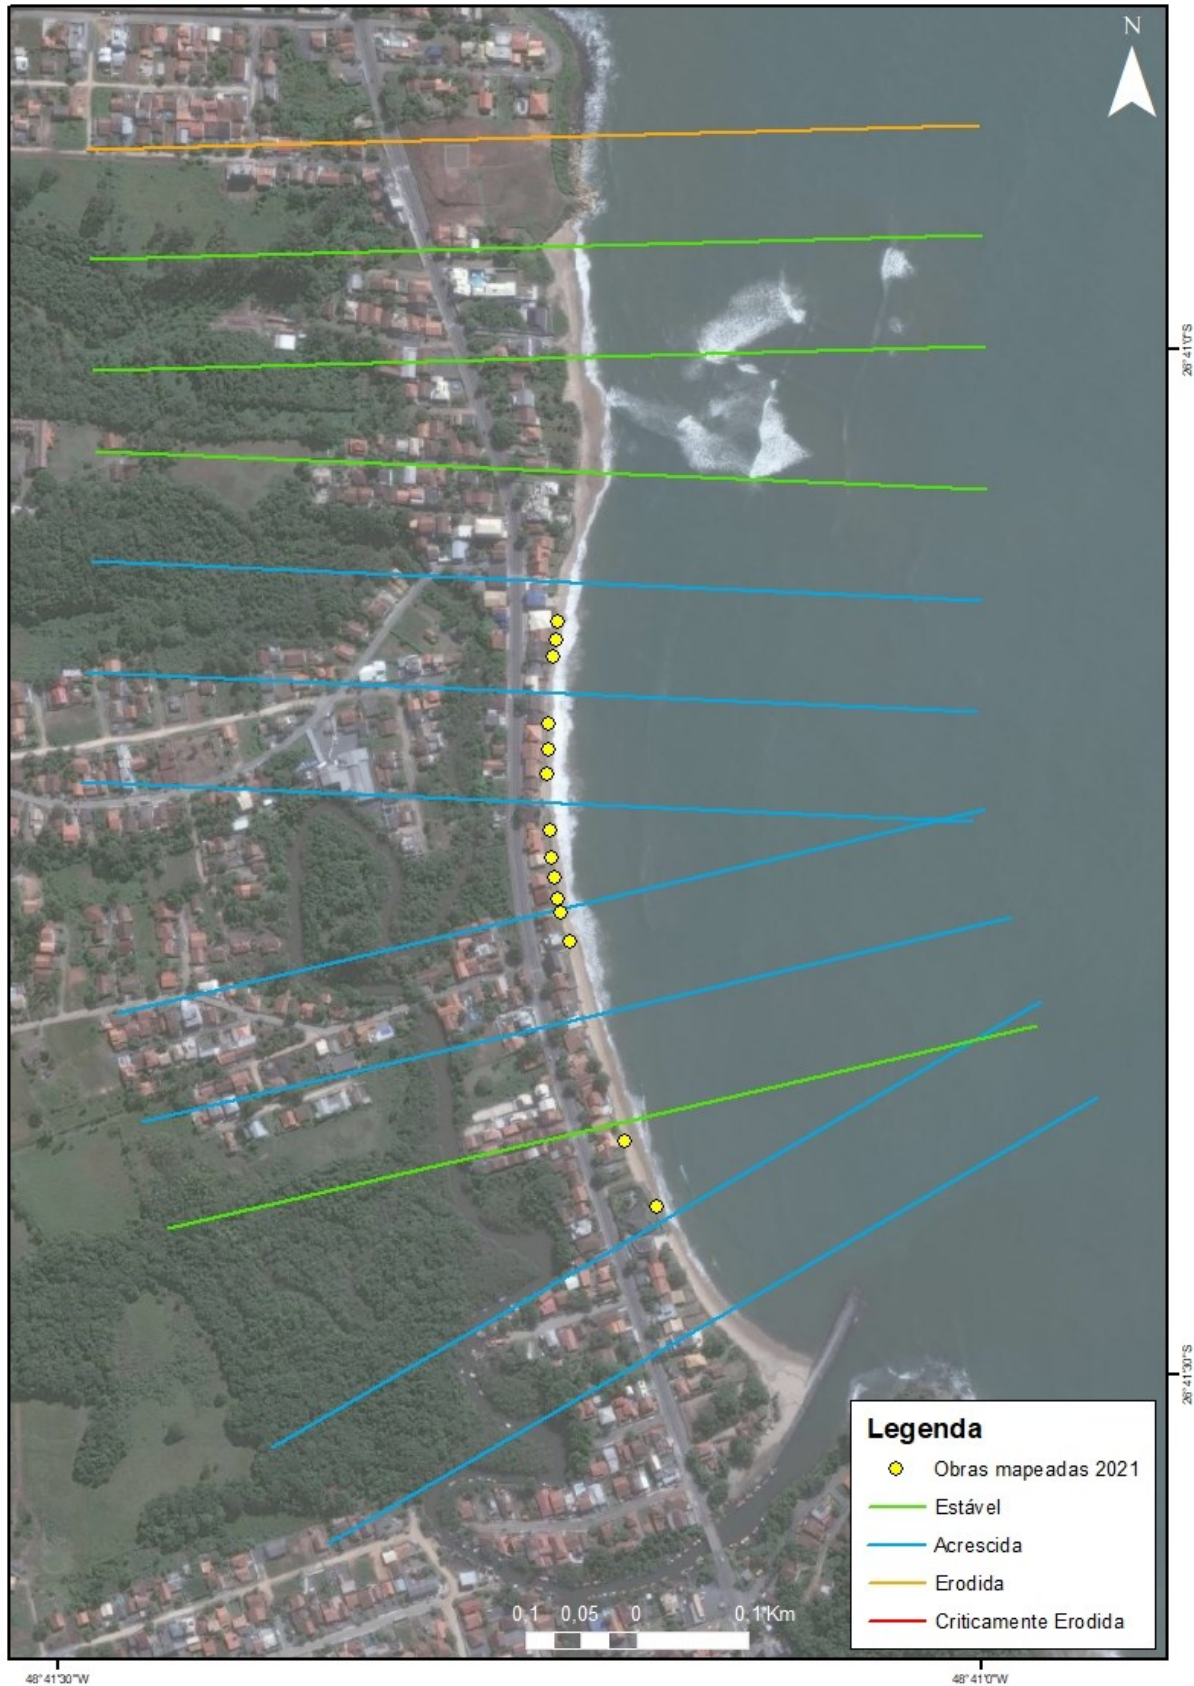 N
26°41'0"S
26°41'30"S
Legenda
Obras mapeadas 2021
Estável
Acrescida
Erodida
Criticamente Erodida
0,1 0,05 0 0,1 Km
48°41'30"W
48°41'0"W